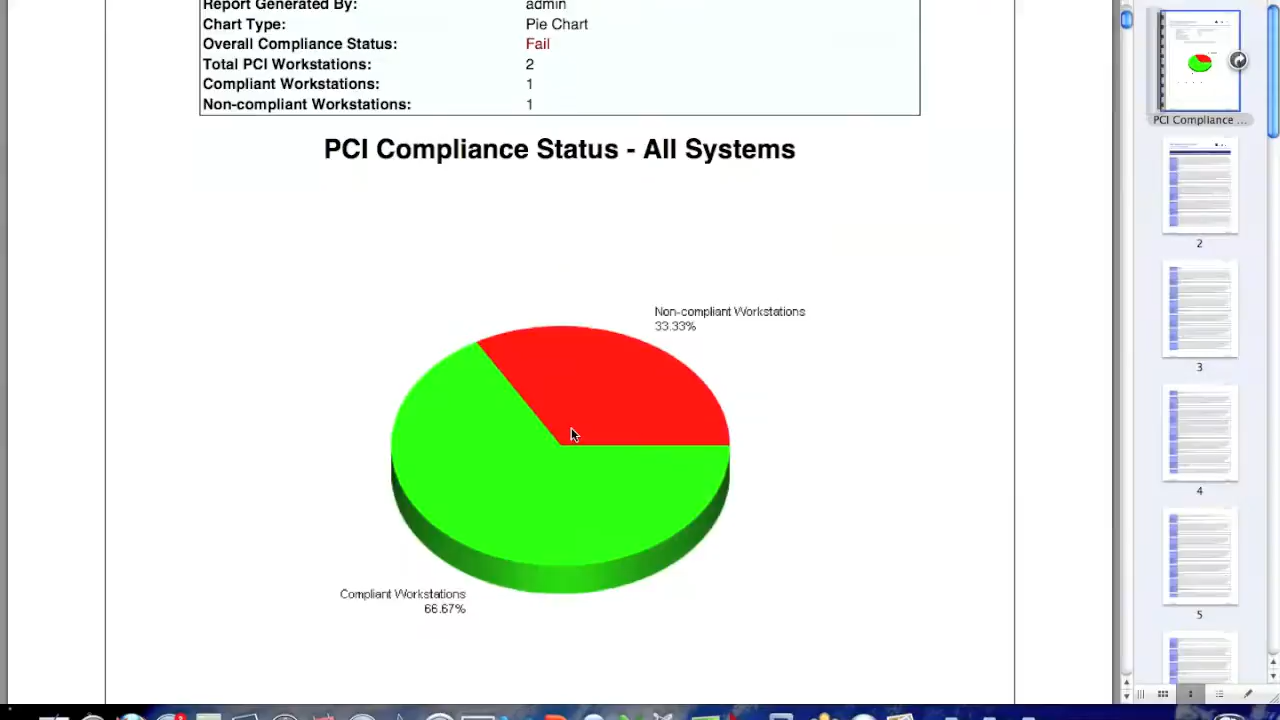 Report Generated By: admin
Chart Type: Pie Chart
Overall Compliance Status: Fail
Total PCI Workstations: 2
Compliant Workstations: 1
Non-compliant Workstations: 1
PCI Compliance Status - All Systems
Non-compliant Workstations
33.33%
Compliant Workstations
66.67%
PCI Compliance ...
2
3
4
5